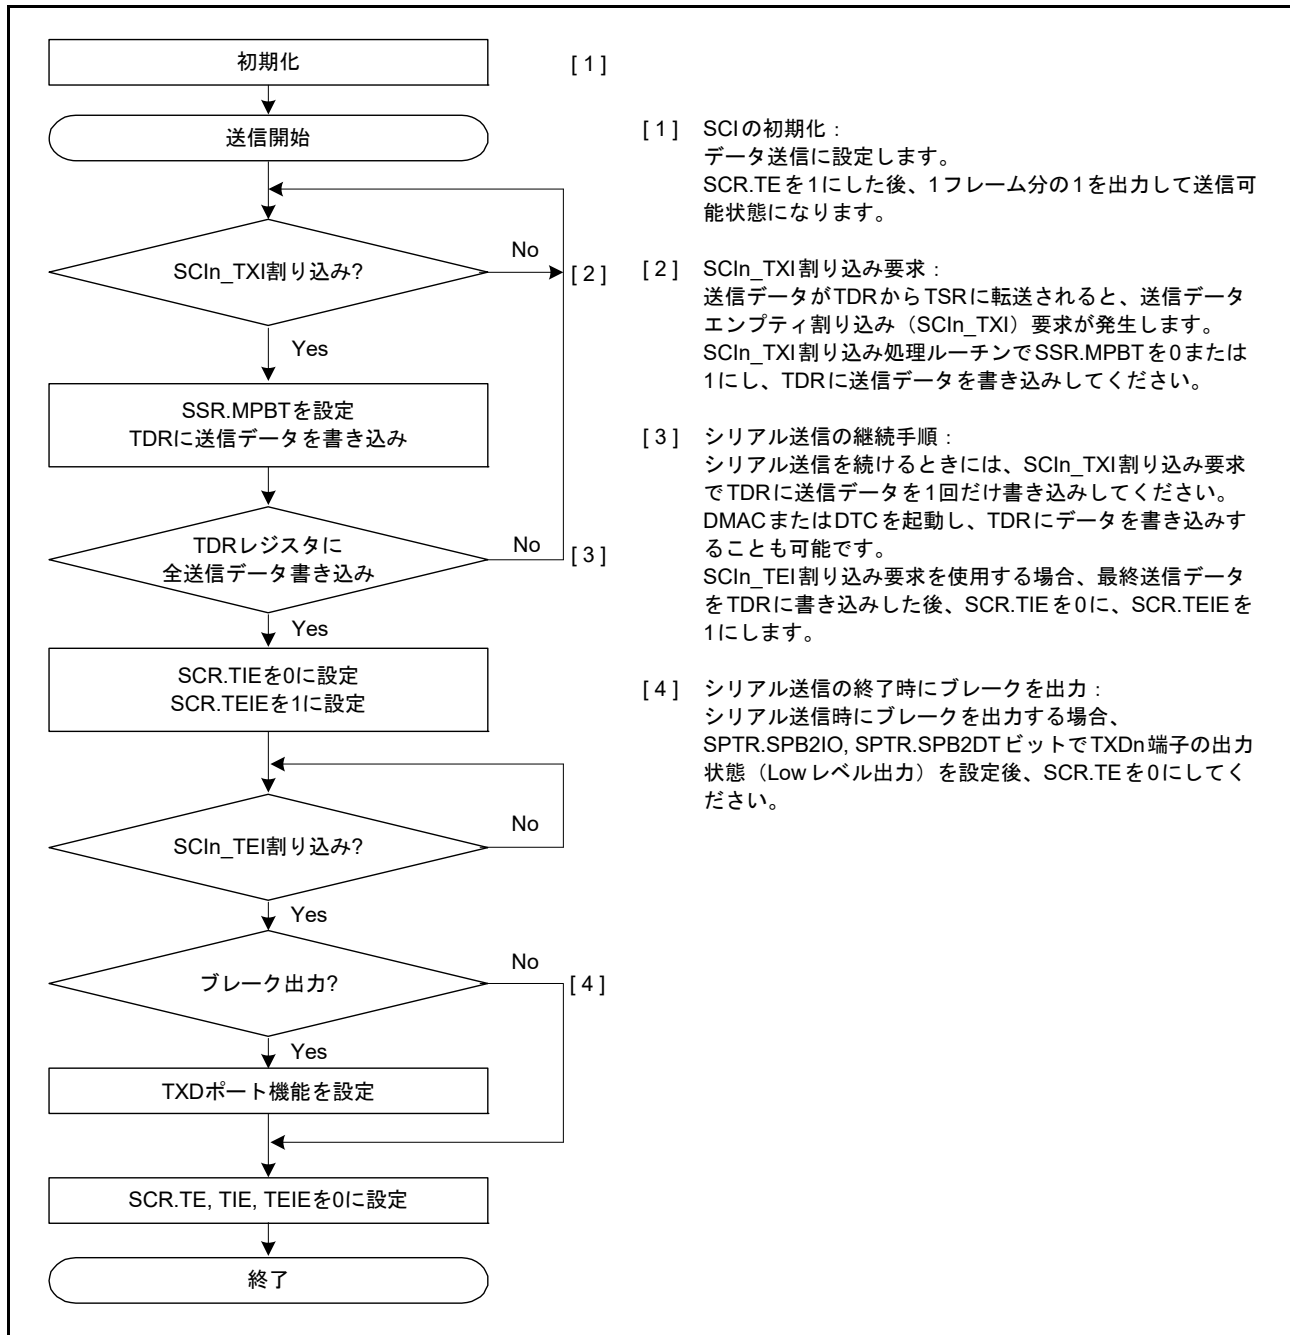 初期化
[ 1 ]
送信開始
SCIn_TXI割り込み?
No
[ 2 ]
Yes
SSR.MPBTを設定
TDRに送信データを書き込み
TDRレジスタに
全送信データ書き込み
No
[ 3 ]
Yes
SCR.TIEを0に設定
SCR.TEIEを1に設定
SCIn_TEI割り込み?
No
Yes
ブレーク出力?
No
[ 4 ]
Yes
TXDポート機能を設定
SCR.TE, TIE, TEIEを0に設定
終了
[ 1 ] SCIの初期化：
データ送信に設定します。
SCR.TEを1にした後、1フレーム分の1を出力して送信可
能状態になります。
[ 2 ] SCIn_TXI割り込み要求：
送信データがTDRからTSRに転送されると、送信データ
エンプティ割り込み（SCIn_TXI）要求が発生します。
SCIn_TXI割り込み処理ルーチンでSSR.MPBTを0または
1にし、TDRに送信データを書き込みしてください。
[ 3 ] シリアル送信の継続手順：
シリアル送信を続けるときには、SCIn_TXI割り込み要求
でTDRに送信データを1回だけ書き込みしてください。
DMACまたはDTCを起動し、TDRにデータを書き込みす
ることも可能です。
SCIn_TEI割り込み要求を使用する場合、最終送信データ
をTDRに書き込みした後、SCR.TIEを0に、SCR.TEIEを
1にします。
[ 4 ] シリアル送信の終了時にブレークを出力：
シリアル送信時にブレークを出力する場合、
SPTR.SPB2IO, SPTR.SPB2DTビットでTXDn端子の出力
状態（Lowレベル出力）を設定後、SCR.TEを0にしてく
ださい。